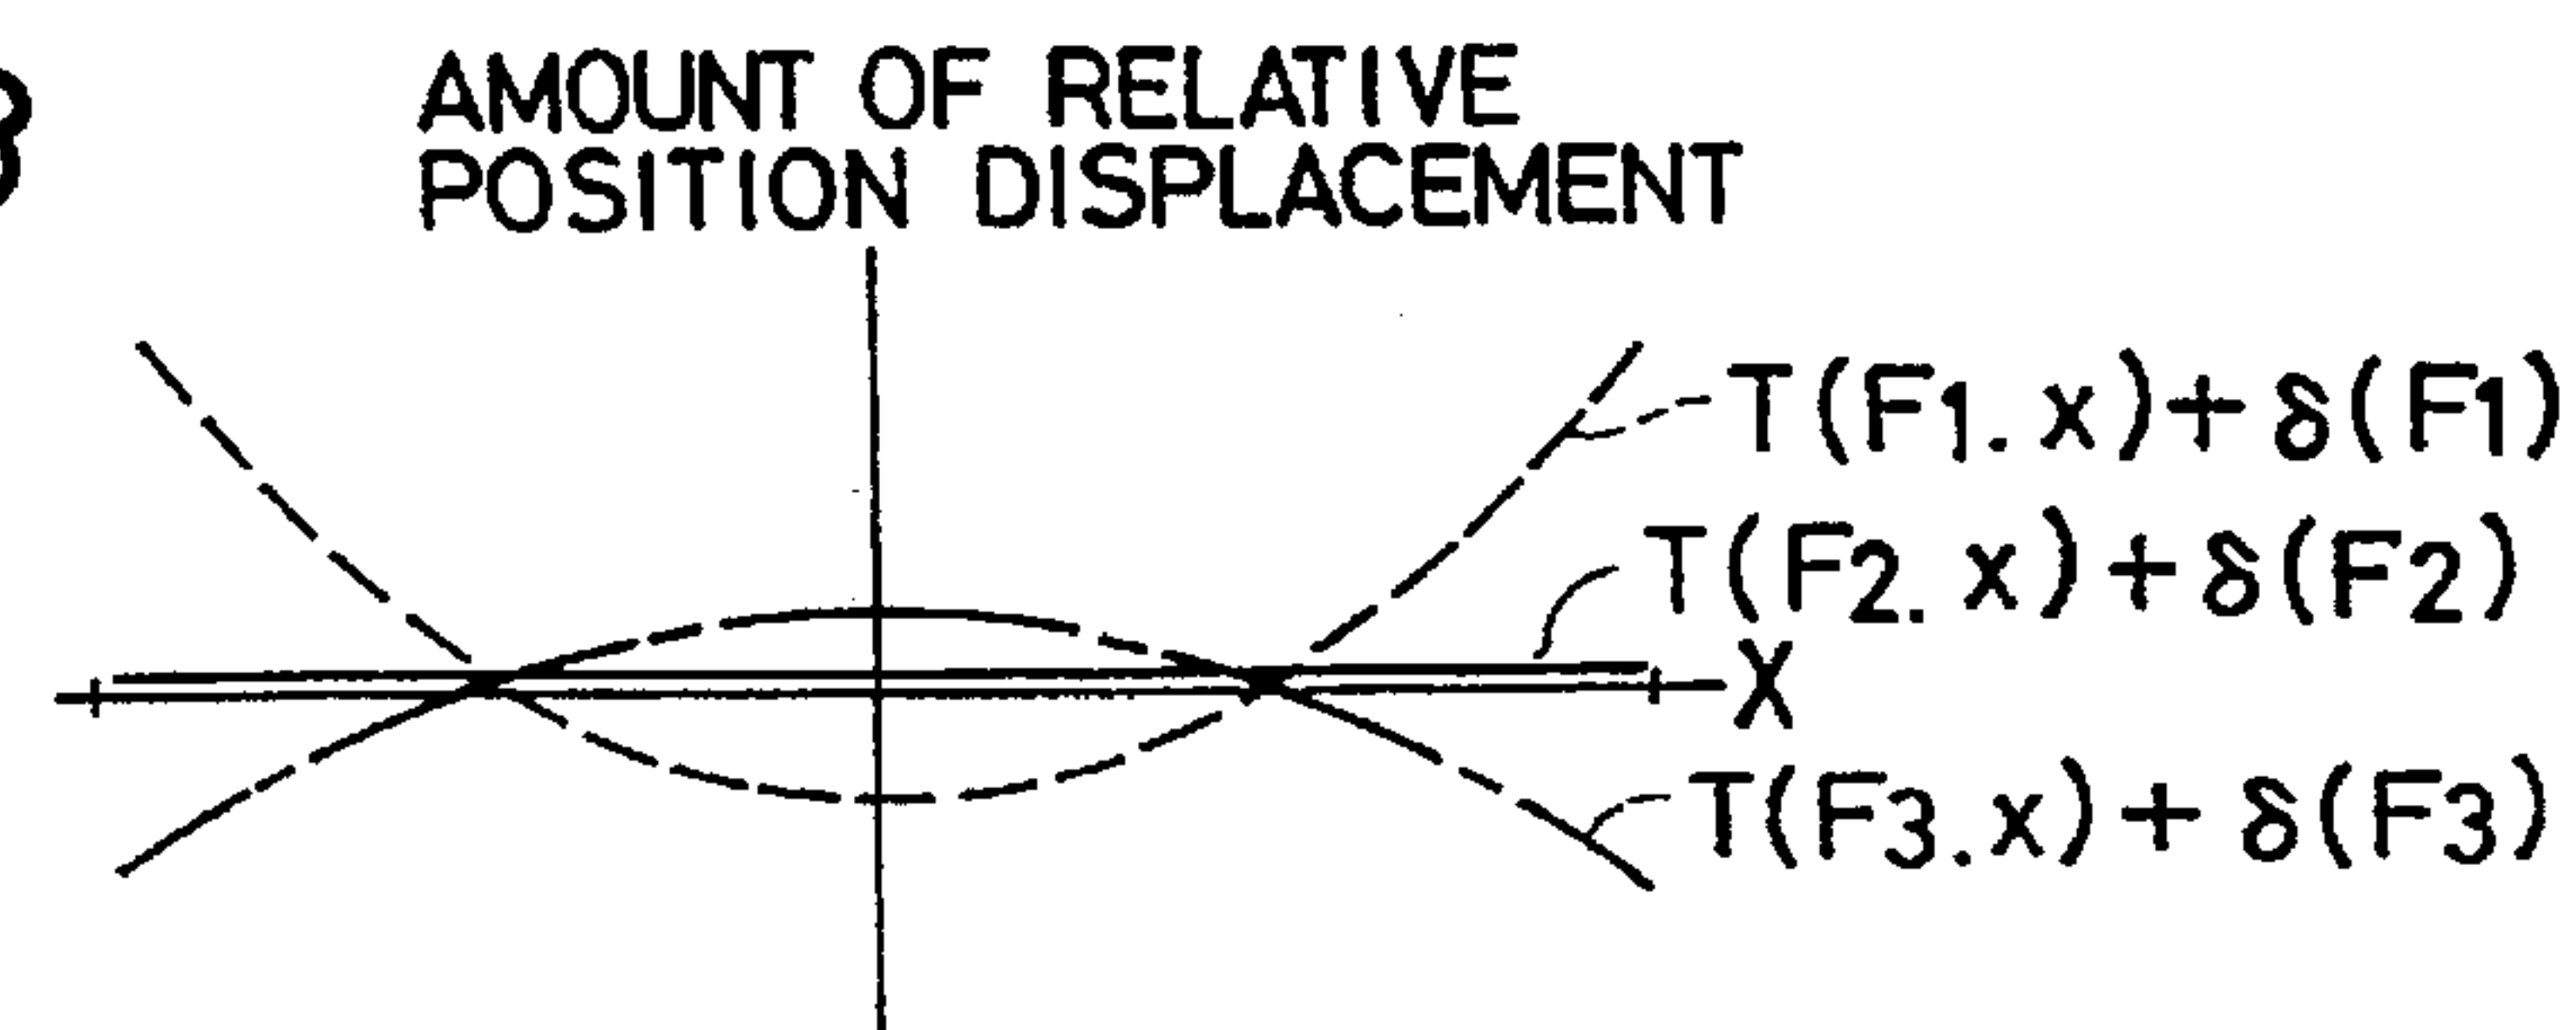 AMOUNT OF RELATIVE
POSITION DISPLACEMENT
T(F1.x)+δ(F1)
T(F2.x)+δ(F2)
X
T(F3.x)+δ(F3)